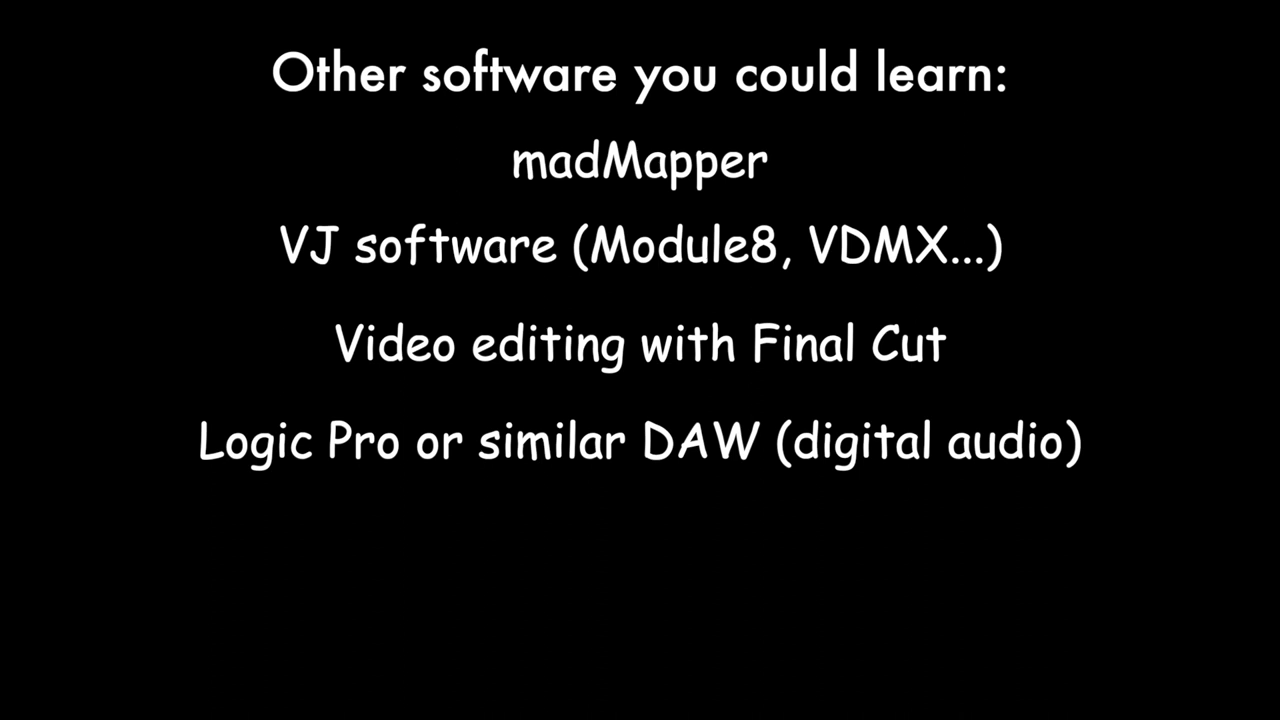 Other software you could learn:
madMapper
VJ software (Module8, VDMX...)
Video editing with Final Cut
Logic Pro or similar DAW (digital audio)